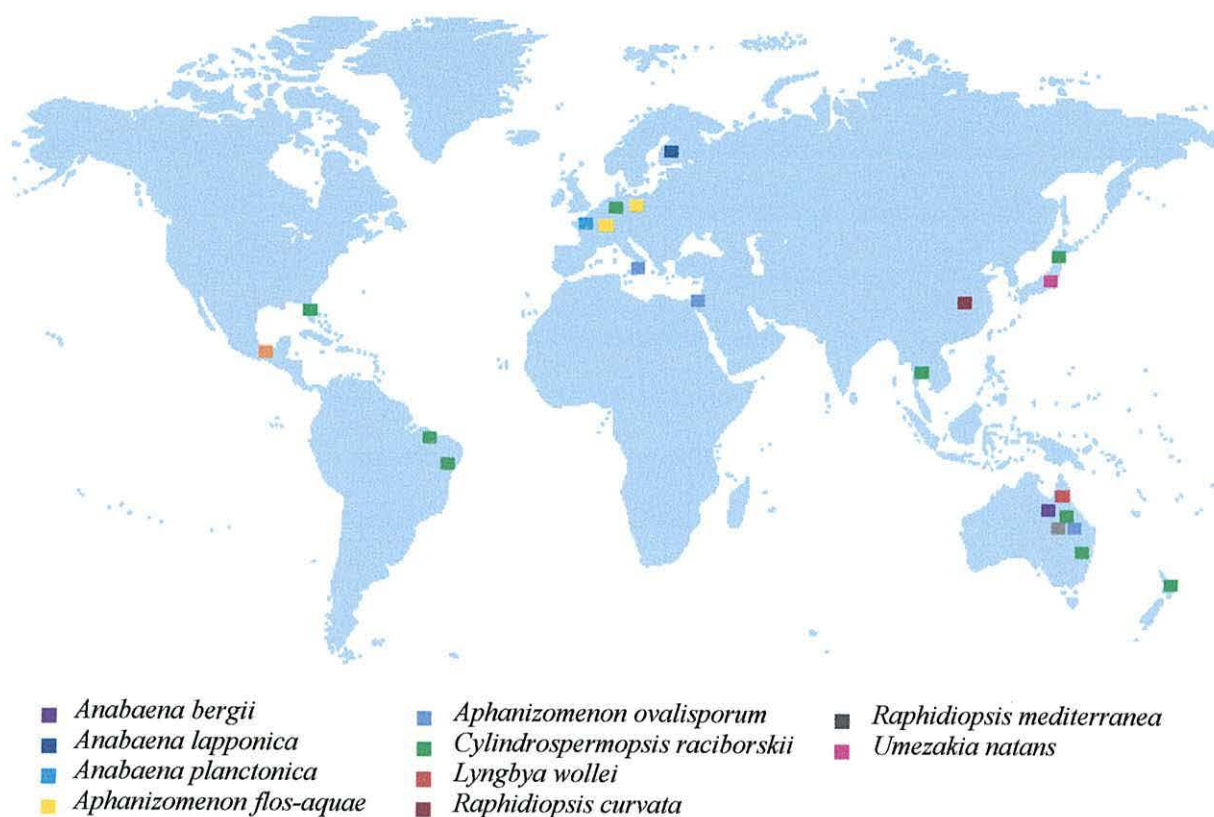 Anabaena bergii
Anabaena lapponica
Anabaena planctonica
Aphanizomenon flos-aquae
Aphanizomenon ovalisporum
Cylindrospermopsis raciborskii
Lyngbya wollei
Raphidiopsis curvata
Raphidiopsis mediterranea
Umezakia natans